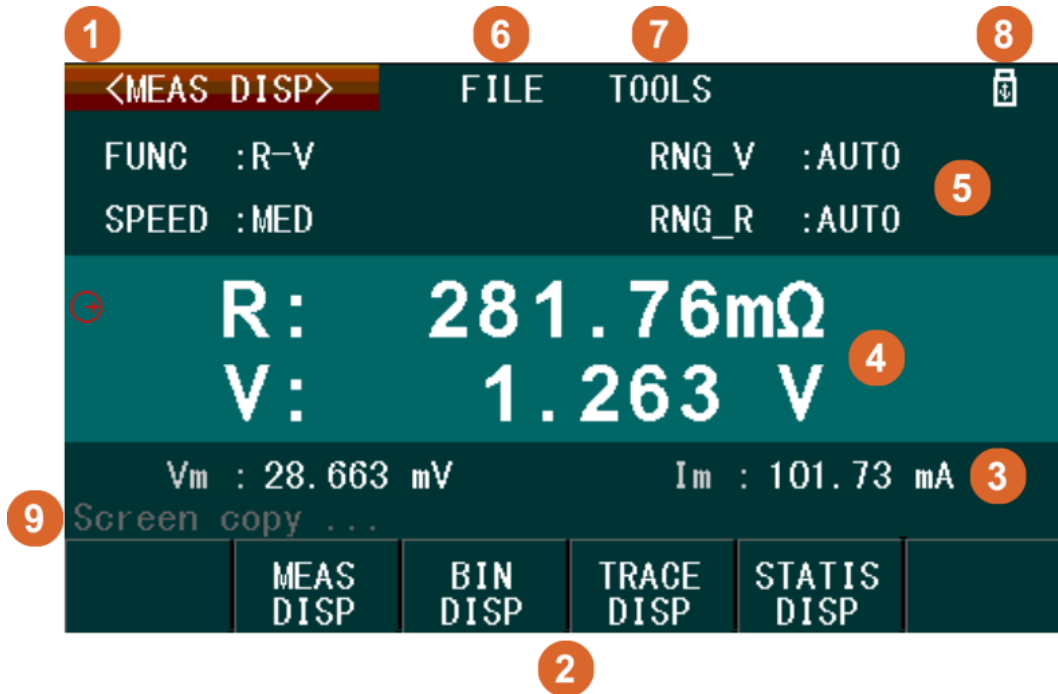 1 6 7 8
<MEAS DISP> FILE TOOLS
FUNC :R-V RNG_V :AUTO
5
SPEED :MED RNG_R :AUTO
R: 281.76mΩ
4
V: 1.263 V
Vm : 28.663 mV Im : 101.73 mA 3
9 Screen copy ...
MEAS DISP BIN DISP TRACE DISP STATIS DISP
2